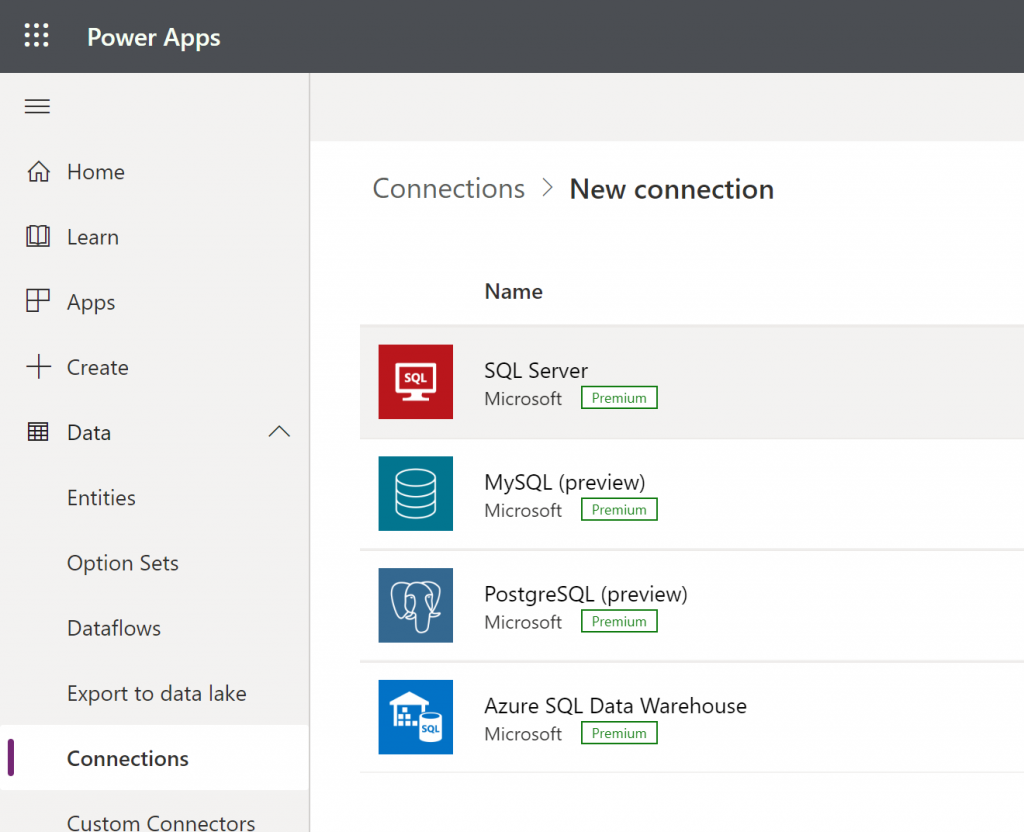 Power Apps
Home
Learn
Apps
Create
Data
Entities
Option Sets
Dataflows
Export to data lake
Connections
Custom Connectors
Connections > New connection
Name
SQL
SQL Server
Microsoft Premium
MySQL (preview)
Microsoft Premium
PostgreSQL (preview)
Microsoft Premium
SQL
Azure SQL Data Warehouse
Microsoft Premium